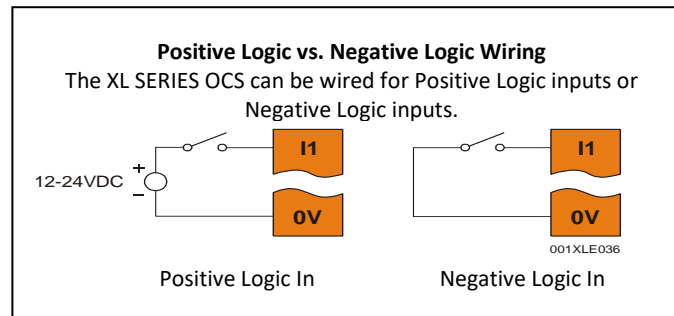 Positive Logic vs. Negative Logic Wiring
The XL SERIES OCS can be wired for Positive Logic inputs or
Negative Logic inputs.
I1
+
12-24VDC
–
0V
Positive Logic In
I1
0V
001XLE036
Negative Logic In